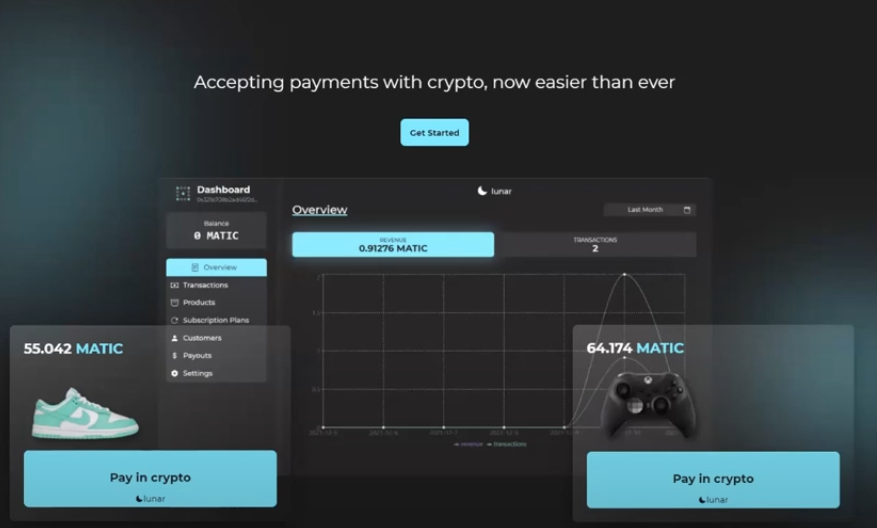 Accepting payments with crypto, now easier than ever
Get Started
Dashboard
lunar
Overview
Last Month
Balance
0 MATIC
REVENUE
0.91276 MATIC
TRANSACTIONS
2
Overview
Transactions
Products
Subscription Plans
Customers
Payouts
Settings
55.042 MATIC
Pay in crypto
lunar
64.174 MATIC
Pay in crypto
lunar
revenue
transactions